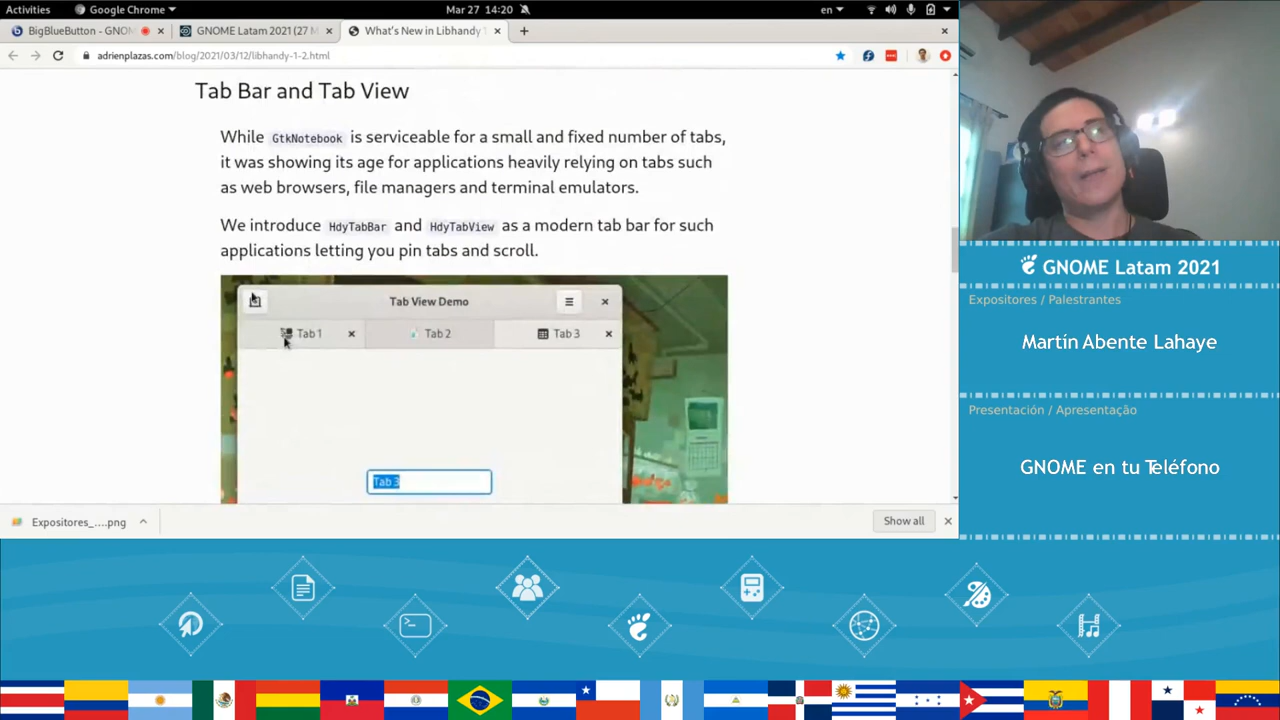 Activities
Google Chrome
Mar 27 14:20
en
BigBlueButton - GNO
GNOME Latam 2021 (27 M
What's New in Libhandy
adrienplazas.com/blog/2021/03/12/libhandy-1-2.html
Tab Bar and Tab View
While GtkNotebook is serviceable for a small and fixed number of tabs,
it was showing its age for applications heavily relying on tabs such
as web browsers, file managers and terminal emulators.
We introduce HdyTabBar and HdyTabView as a modern tab bar for such
applications letting you pin tabs and scroll.
Tab View Demo
Tab 1
Tab 2
Tab 3
Tab 3
Expositores_....png
Show all
GNOME Latam 2021
Expositores / Palestrantes
Martín Abente Lahaye
Presentación / Apresentação
GNOME en tu Teléfono